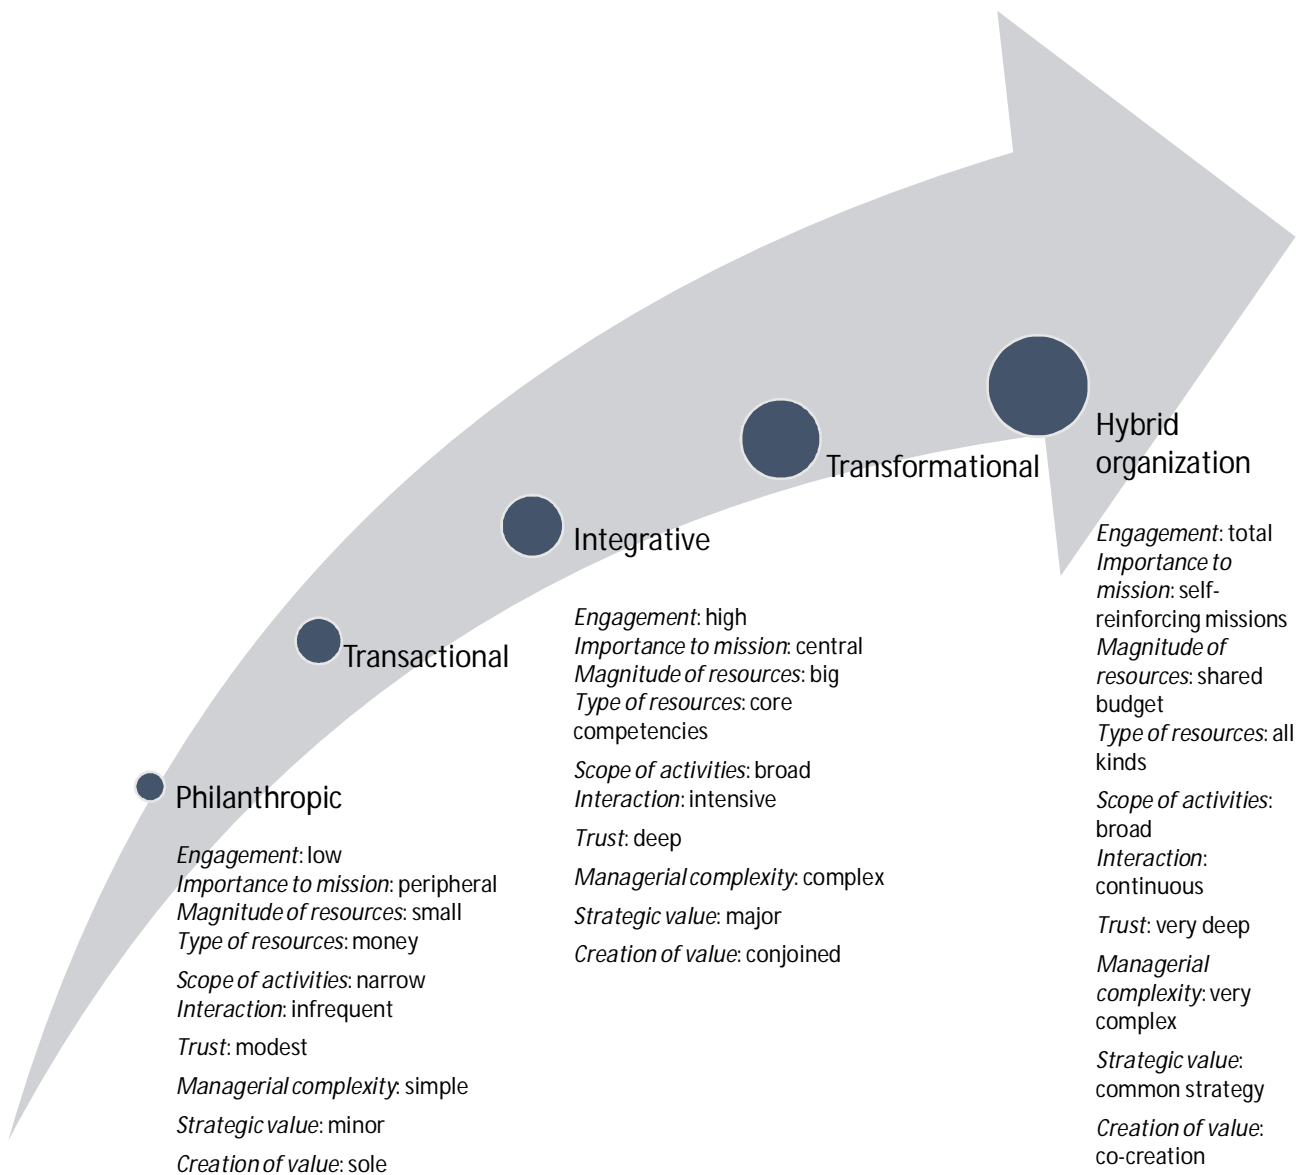 Philanthropic
Engagement: low
Importance to mission: peripheral
Magnitude of resources: small
Type of resources: money
Scope of activities: narrow
Interaction: infrequent
Trust: modest
Managerial complexity: simple
Strategic value: minor
Creation of value: sole
Transactional
Integrative
Engagement: high
Importance to mission: central
Magnitude of resources: big
Type of resources: core
competencies
Scope of activities: broad
Interaction: intensive
Trust: deep
Managerial complexity: complex
Strategic value: major
Creation of value: conjoined
Transformational
Hybrid
organization
Engagement: total
Importance to
mission: self-
reinforcing missions
Magnitude of
resources: shared
budget
Type of resources: all
kinds
Scope of activities:
broad
Interaction:
continuous
Trust: very deep
Managerial
complexity: very
complex
Strategic value:
common strategy
Creation of value:
co-creation